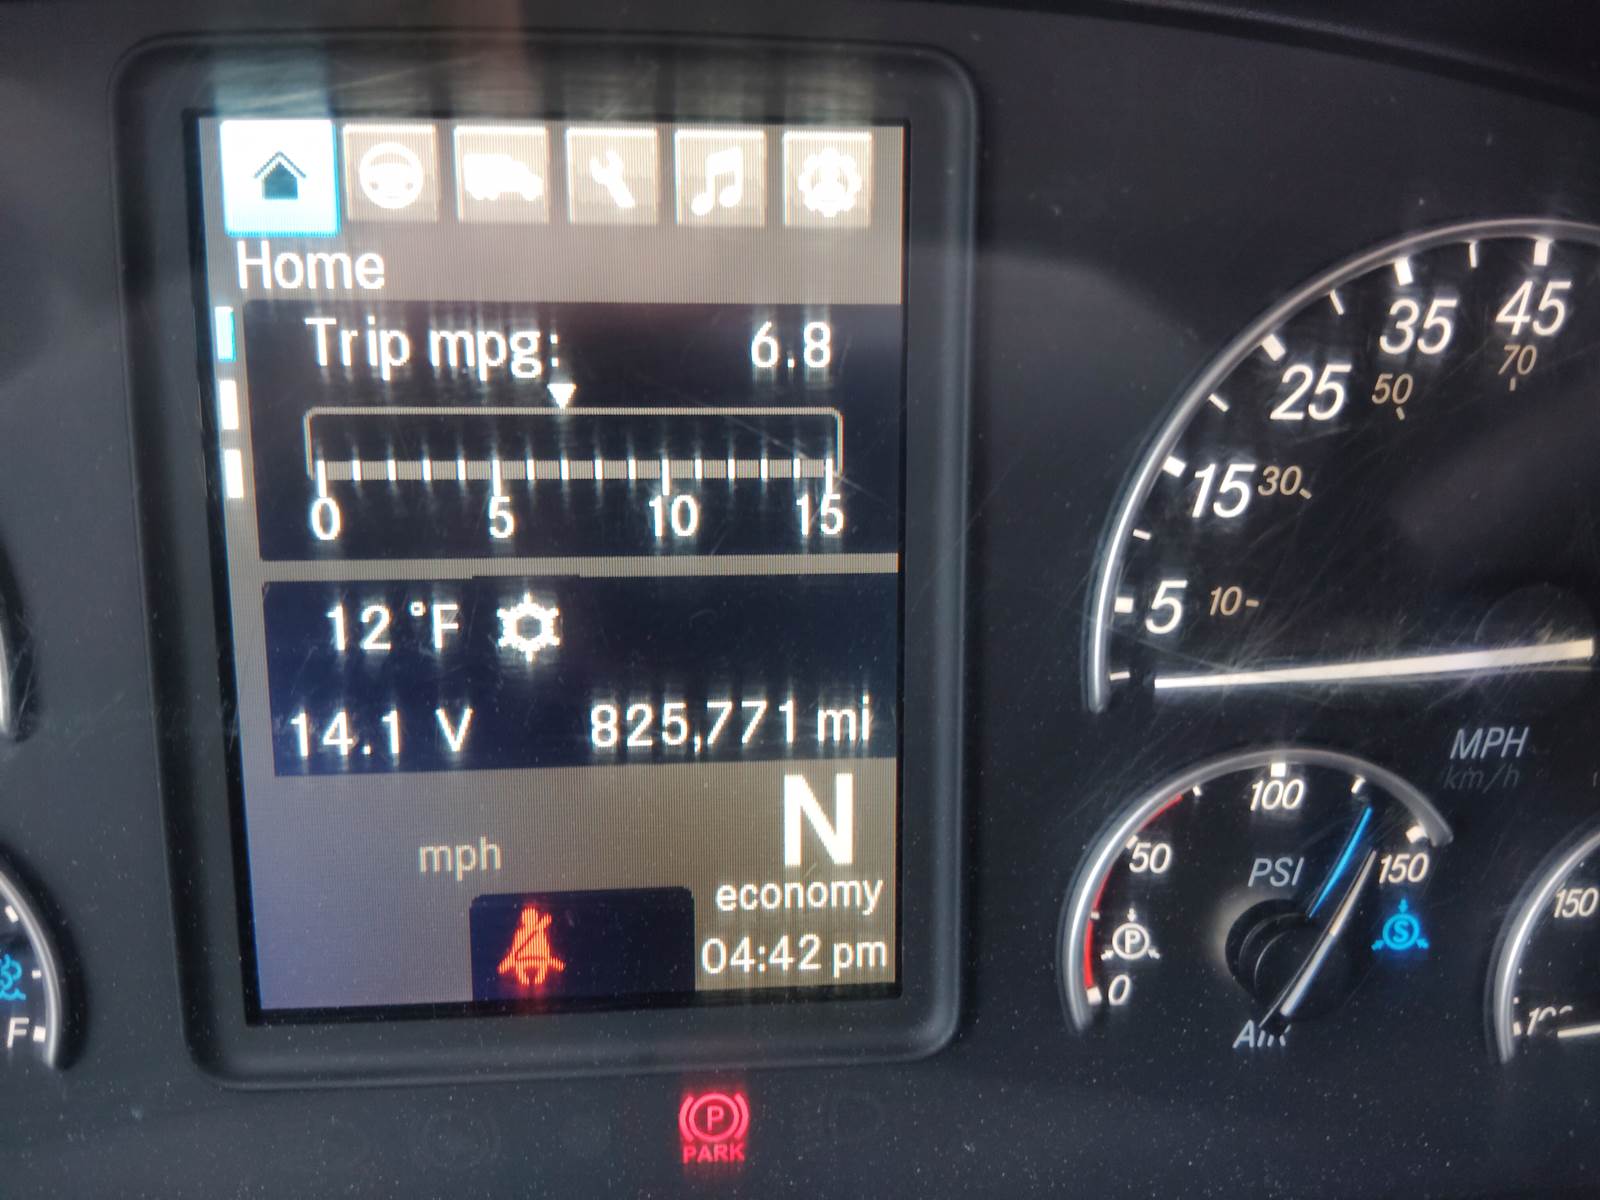 Home
Trip mpg: 6.8
0 5 10 15
12 °F
14.1 V 825,771 mi
N
mph
economy
04:42 pm
P
PARK
45
35
70
25
50
15
30
5
10
MPH
km/h
100
50
PSI
150
P
S
0
AIR
F
150